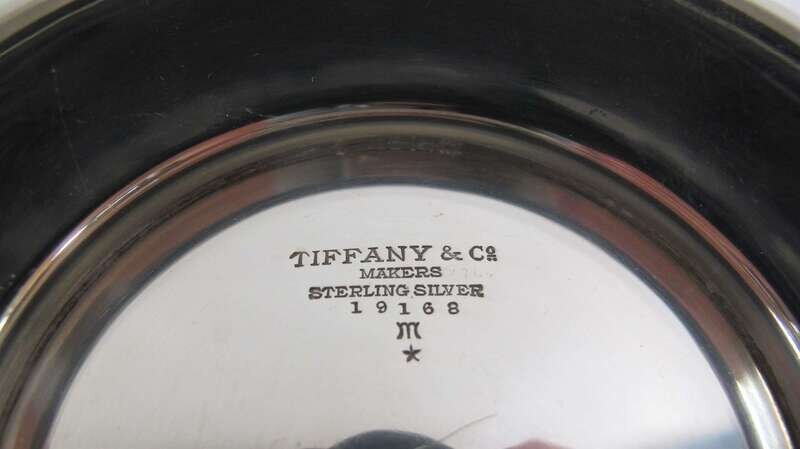 TIFFANY & Co
MAKERS
STERLING SILVER
19168
M